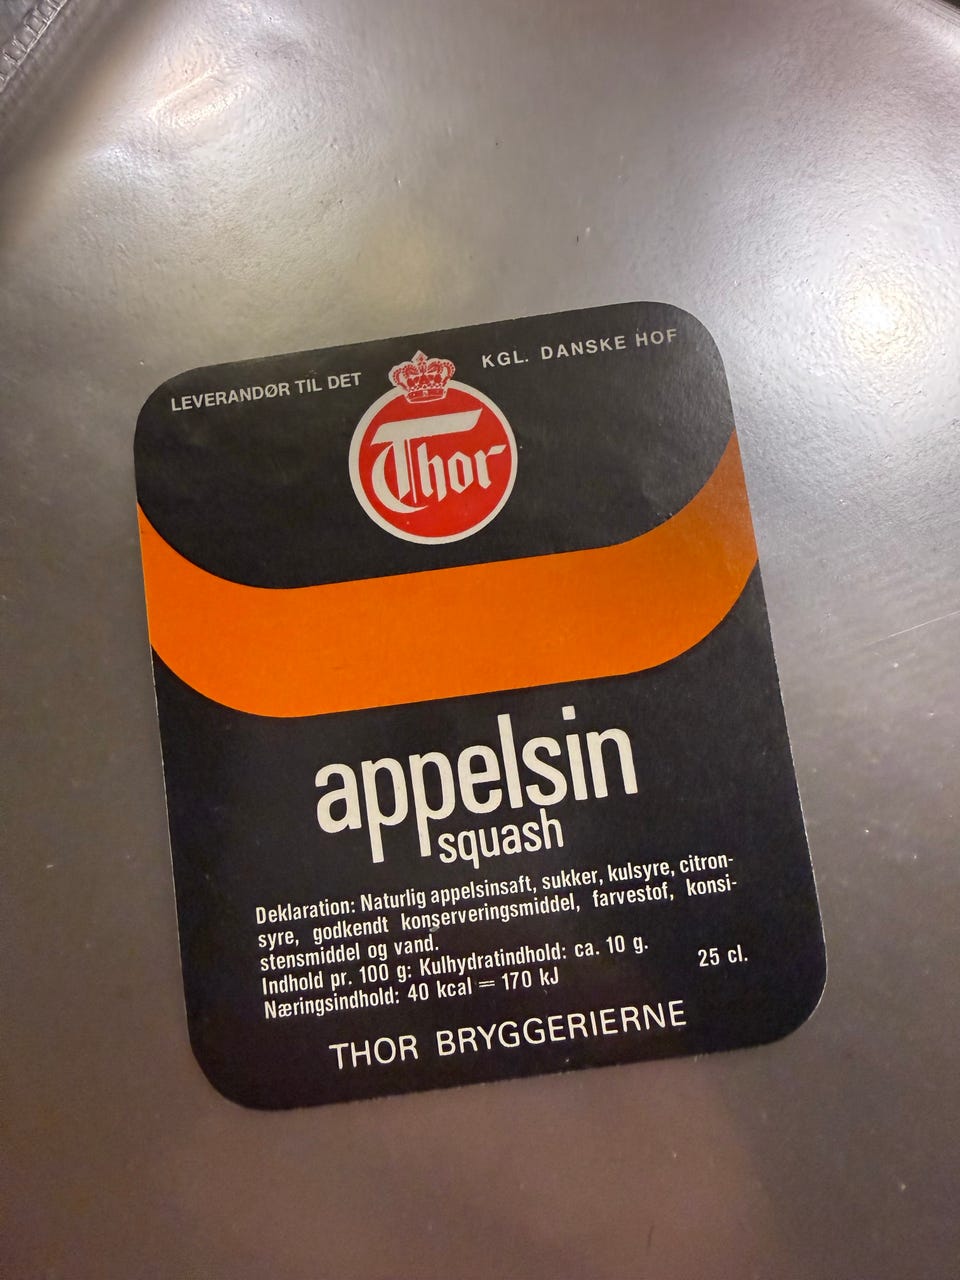 LEVERANDØR TIL DET KGL. DANSKE HOF
Thor
appelsin
squash
Deklaration: Naturlig appelsinsaft, sukker, kulsyre, citron-
syre, godkendt konserveringsmiddel, farvestof, konsi-
stensmiddel og vand.
Indhold pr. 100 g: Kulhydratindhold: ca. 10 g.
Næringsindhold: 40 kcal = 170 kJ
25 cl.
THOR BRYGGERIERNE